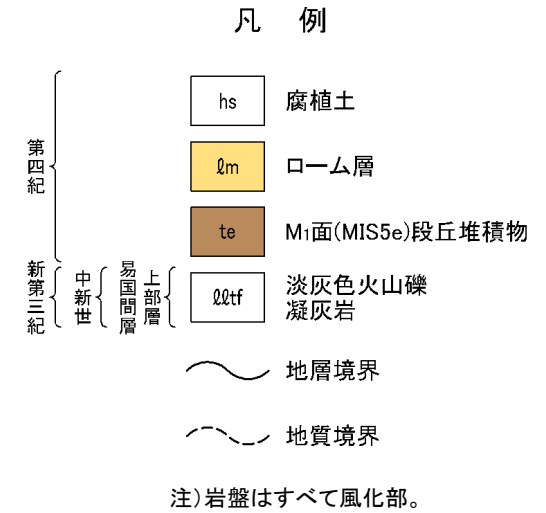 凡 例
第四紀
hs 腐植土
ℓm ローム層
te M1面(MIS5e)段丘堆積物
新第三紀 中新世 易国間層 上部層
ℓℓtf 淡灰色火山礫
凝灰岩
地層境界
地質境界
注)岩盤はすべて風化部。